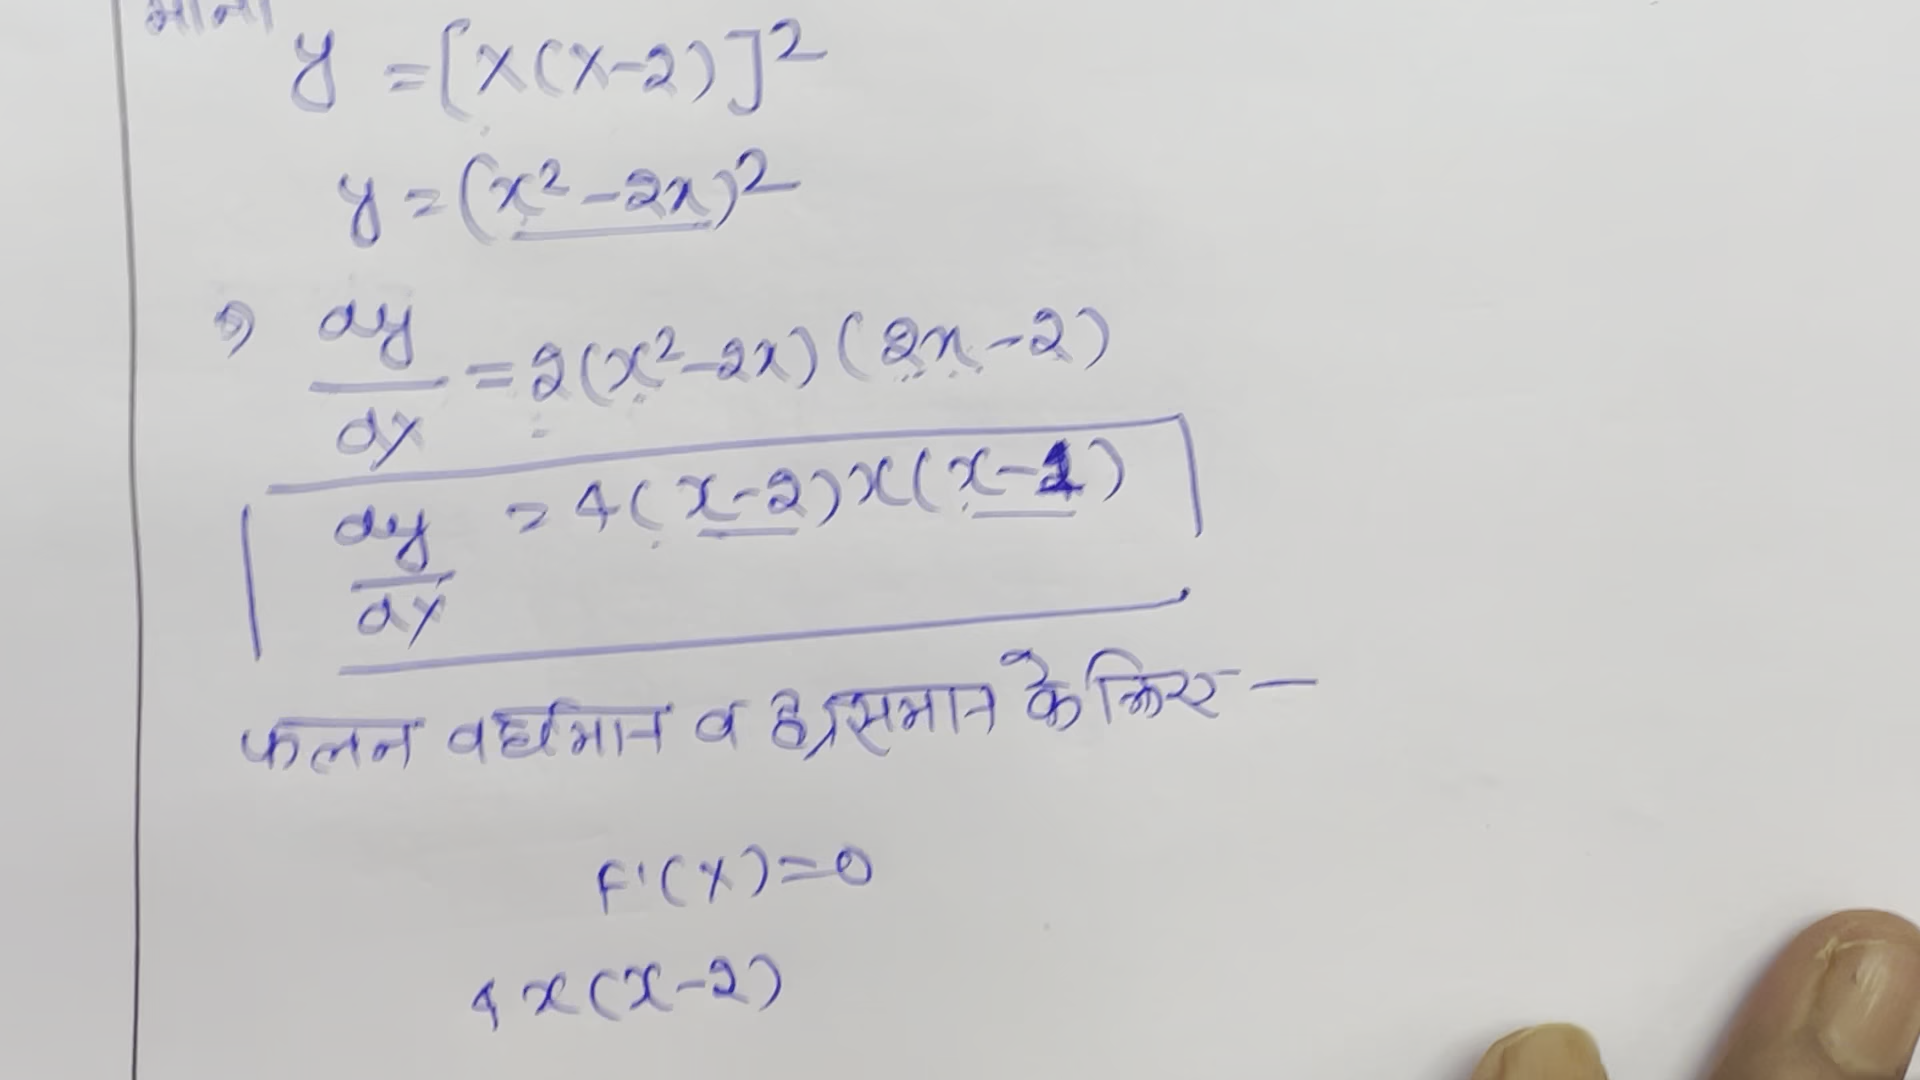 माना
y = [x(x-2)]²
y = (x²-2x)²
dy/dx = 2(x²-2x)(2x-2)
dy/dx = 4(x-2)x(x-1)
फलन वर्धमान व ह्रासमान के लिए -
F'(x)=0
4x(x-2)